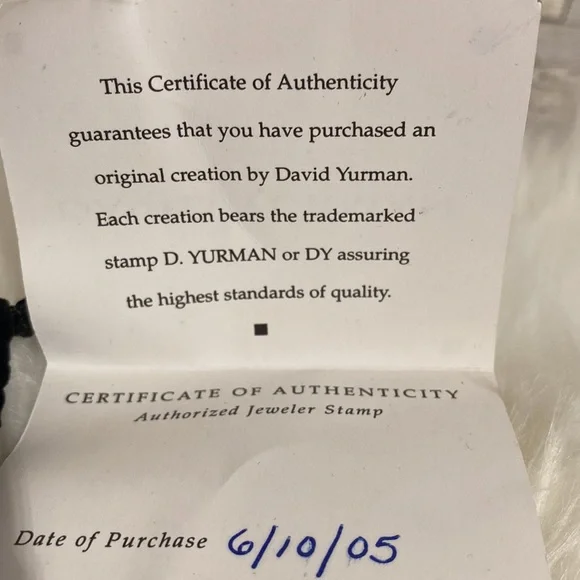 This Certificate of Authenticity
guarantees that you have purchased an
original creation by David Yurman.
Each creation bears the trademarked
stamp D. YURMAN or DY assuring
the highest standards of quality.
CERTIFICATE OF AUTHENTICITY
Authorized Jeweler Stamp
Date of Purchase 6/10/05